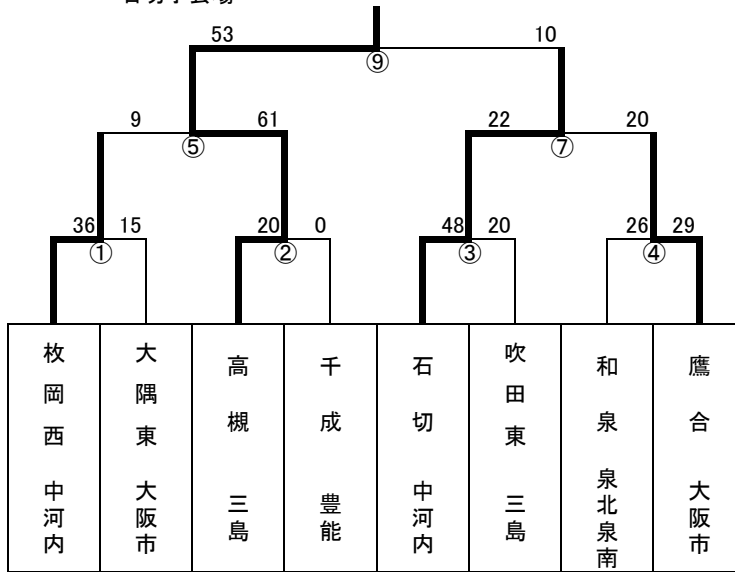 53 10
⑨
9 61 22 20
⑤ ⑦
36 15 20 0 48 20 26 29
① ② ③ ④
枚岡西 中河内
大隅東 大阪市
高槻 三島
千成 豊能
石切 中河内
吹田東 三島
和泉 泉北泉南
鷹合 大阪市